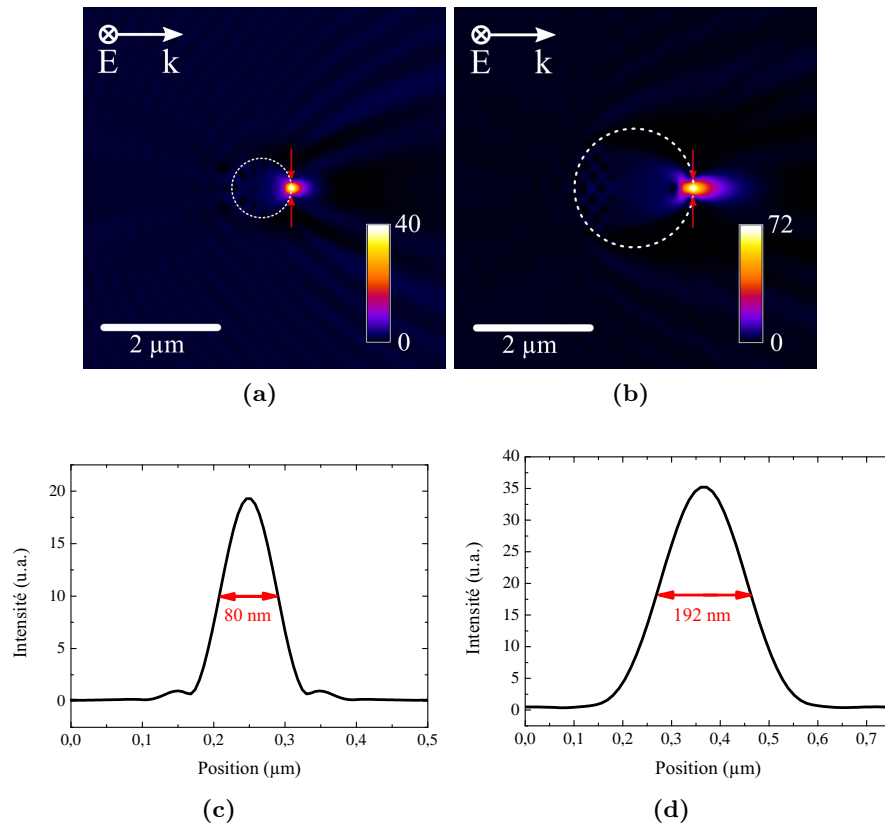 E k
40
0
2 µm
(a)
E k
72
0
2 µm
(b)
20
15
10
5
0
Intensité (u.a.)
80 nm
0,0 0,1 0,2 0,3 0,4 0,5
Position (µm)
(c)
40
35
30
25
20
15
10
5
0
Intensité (u.a.)
192 nm
0,0 0,1 0,2 0,3 0,4 0,5 0,6 0,7
Position (µm)
(d)